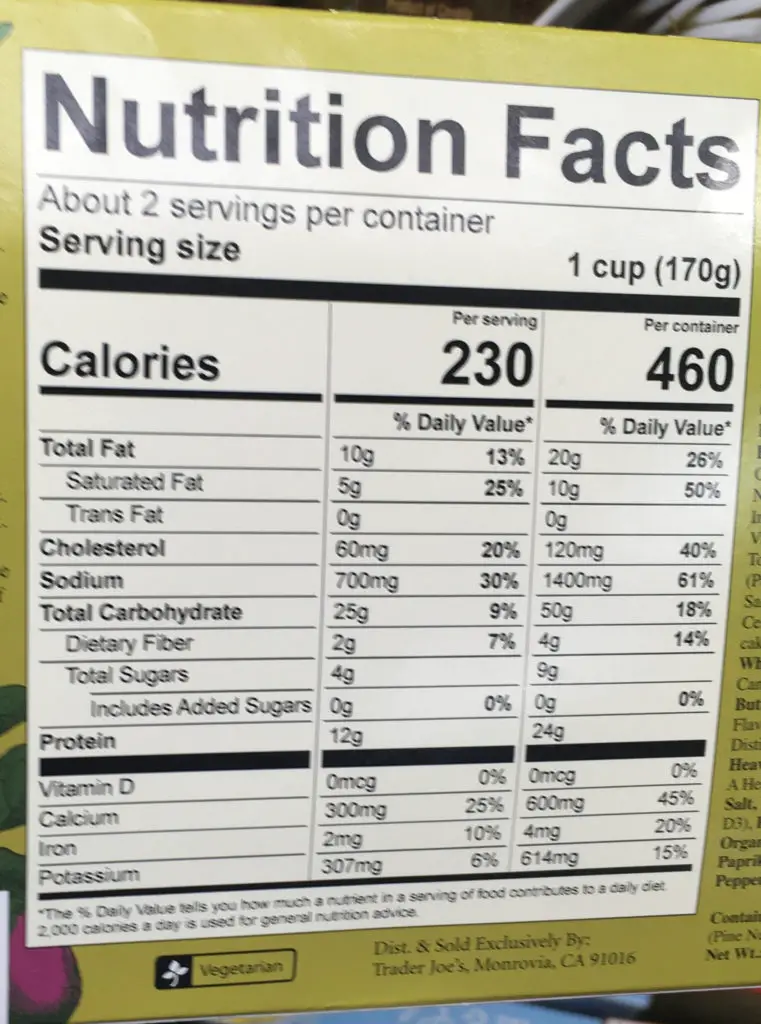 Nutrition Facts
About 2 servings per container
Serving size 1 cup (170g)
Per serving Per container
Calories 230 460
% Daily Value* % Daily Value*
Total Fat 10g 13% 20g 26%
Saturated Fat 5g 25% 10g 50%
Trans Fat 0g 0g
Cholesterol 60mg 20% 120mg 40%
Sodium 700mg 30% 1400mg 61%
Total Carbohydrate 25g 9% 50g 18%
Dietary Fiber 2g 7% 4g 14%
Total Sugars 4g 9g
Includes Added Sugars 0g 0% 0g 0%
Protein 12g 24g
Vitamin D 0mcg 0% 0mcg 0%
Calcium 300mg 25% 600mg 45%
Iron 2mg 10% 4mg 20%
Potassium 307mg 6% 614mg 15%
*The % Daily Value tells you how much a nutrient in a serving of food contributes to a daily diet.
2,000 calories a day is used for general nutrition advice.
Vegetarian
Dist. & Sold Exclusively By:
Trader Joe's, Monrovia, CA 91016
Salt,
D3),
(Pine
Net Wt.